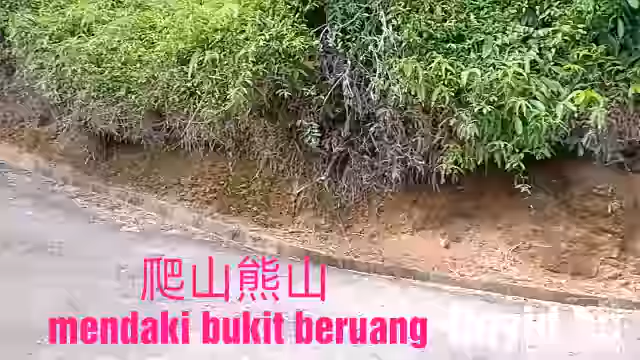 爬山熊山
mendaki bukit beruang